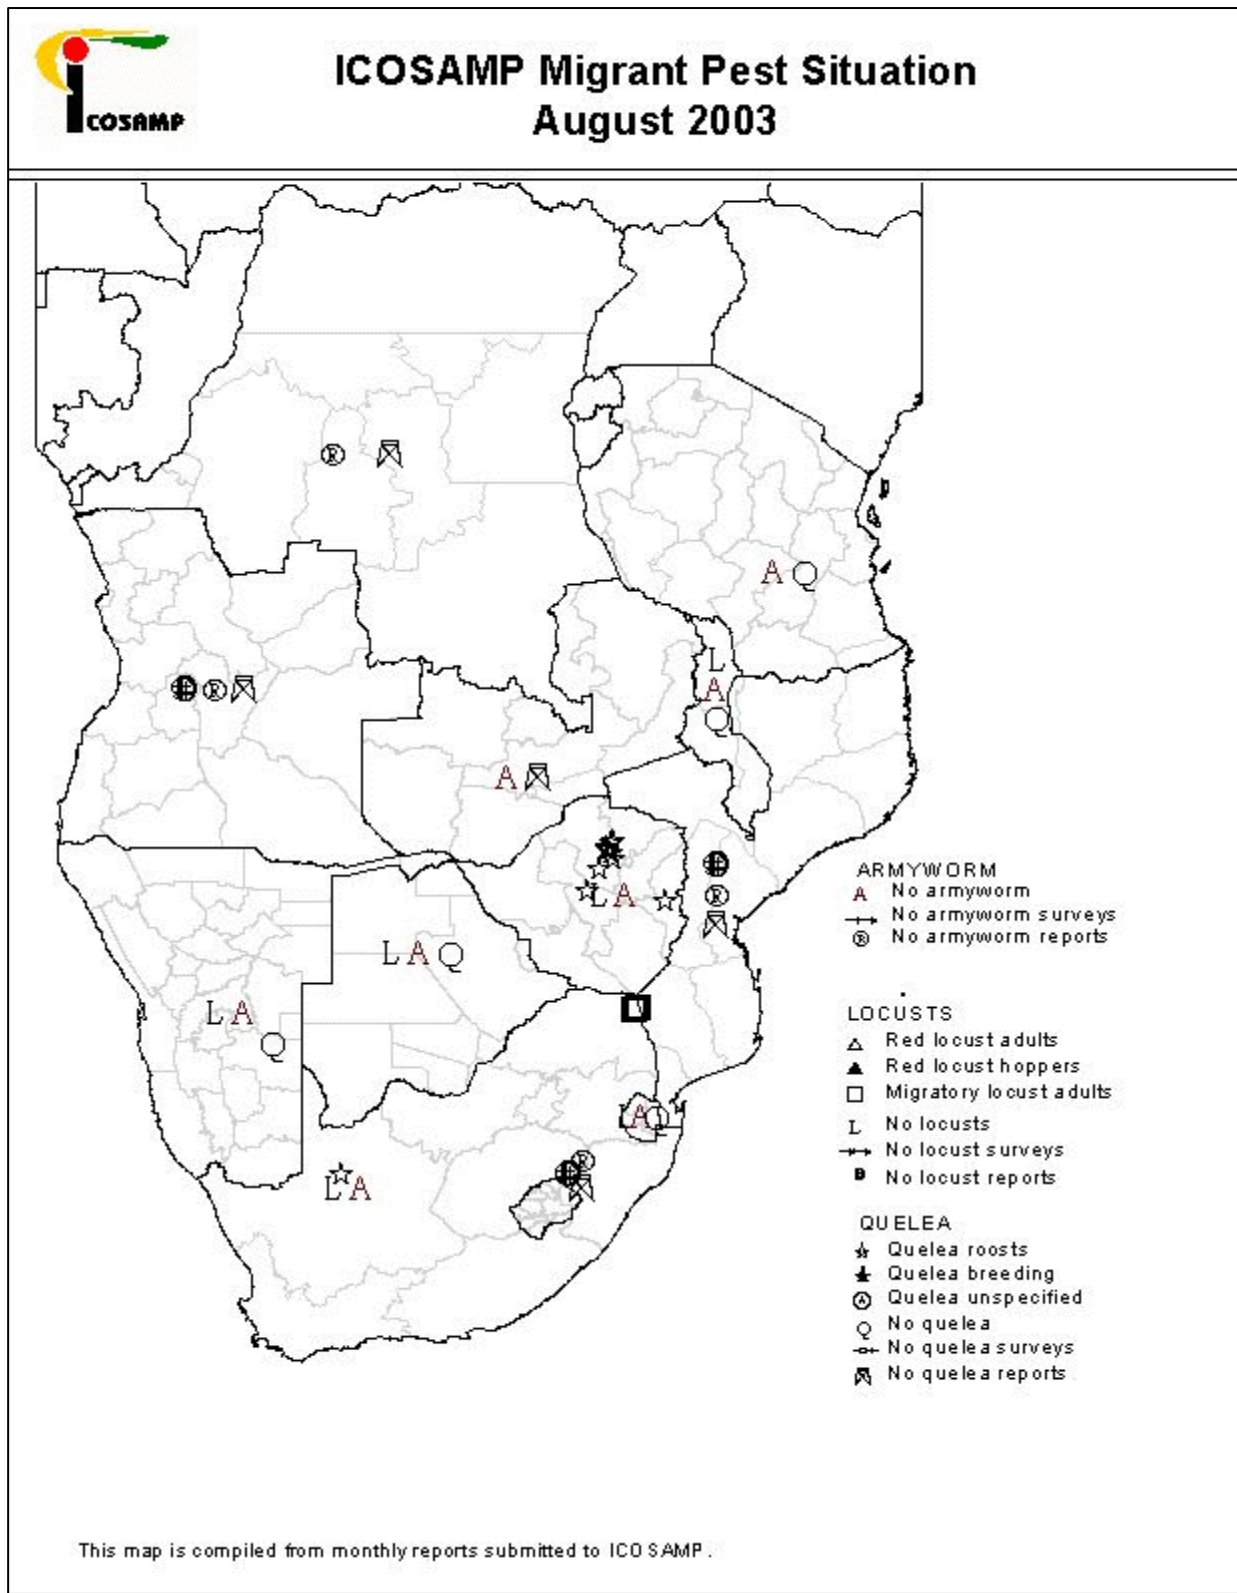 COSAMP
ICOSAMP Migrant Pest Situation
August 2003
R
R
A Q
L
A
Q
R
A
L A
R
L A Q
L A
Q
A Q
R
L A
ARMYWORM
A No armyworm
No armyworm surveys
R No armyworm reports
LOCUSTS
Red locust adults
Red locust hoppers
Migratory locust adults
L No locusts
No locust surveys
No locust reports
QUELEA
Quelea roosts
Quelea breeding
A Quelea unspecified
Q No quelea
No quelea surveys
No quelea reports
This map is compiled from monthly reports submitted to ICOSAMP.